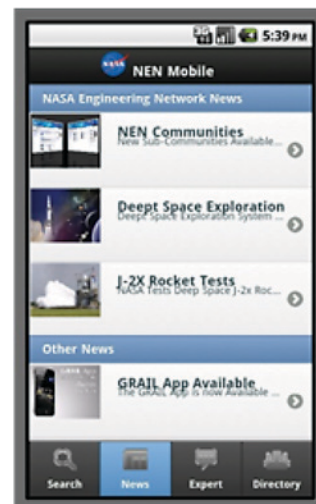 5:39 PM
NASA
NEN Mobile
NASA Engineering Network News
NEN Communities
New Sub-Communities Available...
Deept Space Exploration
Deept Space Exploration System ...
J-2X Rocket Tests
NASA Tests Deep Space J-2x Roc...
Other News
GRAIL App Available
The GRAIL App is now Available ...
Search
News
Expert
Directory